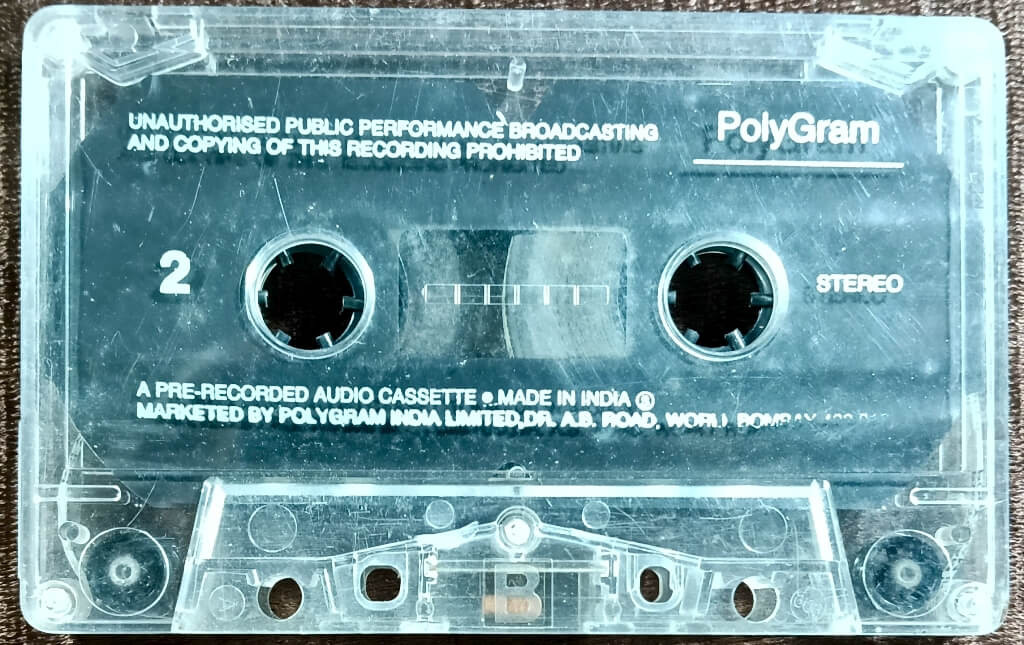 UNAUTHORISED PUBLIC PERFORMANCE BROADCASTING
AND COPYING OF THIS RECORDING PROHIBITED
PolyGram
2
STEREO
A PRE-RECORDED AUDIO CASSETTE ● MADE IN INDIA Ⓡ
MARKETED BY POLYGRAM INDIA LIMITED,DR. A.B. ROAD, WORLI, BOMBAY
A
B